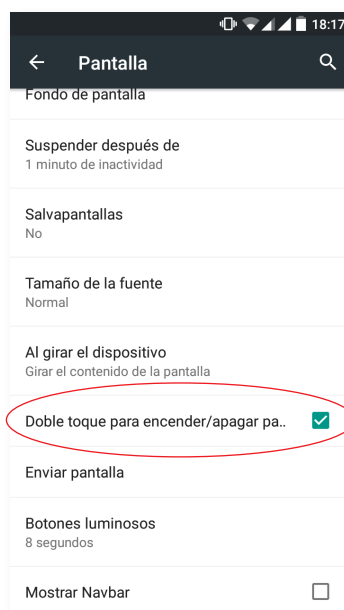 18:17
Pantalla
Fondo de pantalla
Suspender después de
1 minuto de inactividad
Salvapantallas
No
Tamaño de la fuente
Normal
Al girar el dispositivo
Girar el contenido de la pantalla
Doble toque para encender/apagar pa..
Enviar pantalla
Botones luminosos
8 segundos
Mostrar Navbar